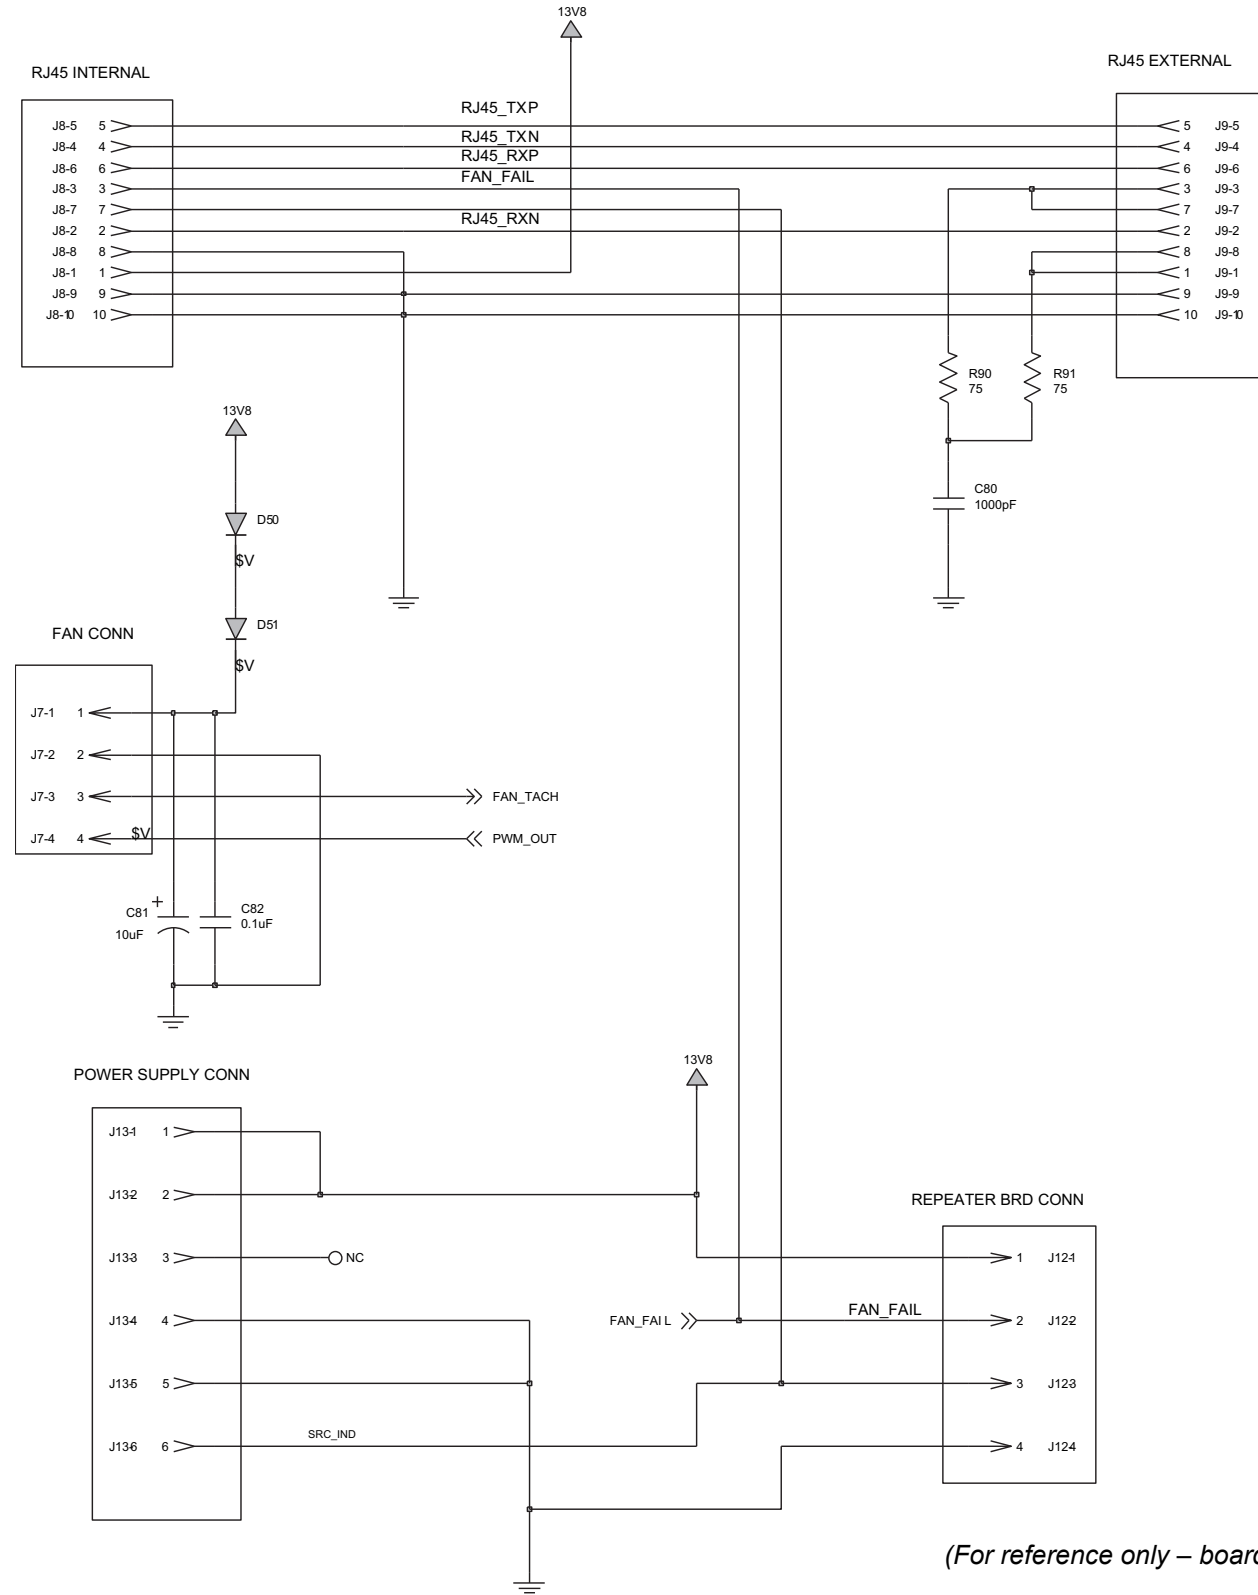 13V8
RJ45 INTERNAL
RJ45 EXTERNAL
J8-5 5
J8-4 4
J8-6 6
J8-3 3
J8-7 7
J8-2 2
J8-8 8
J8-1 1
J8-9 9
J8-10 10
RJ45_TXP
RJ45_TXN
RJ45_RXP
FAN_FAIL
RJ45_RXN
5 J9-5
4 J9-4
6 J9-6
3 J9-3
7 J9-7
2 J9-2
8 J9-8
1 J9-1
9 J9-9
10 J9-10
R90
75
R91
75
C80
1000pF
13V8
D50
$V
D51
$V
FAN CONN
J7-1 1
J7-2 2
J7-3 3
J7-4 4
$V
FAN_TACH
PWM_OUT
+
C81
10uF
C82
0.1uF
POWER SUPPLY CONN
13V8
J13-1 1
J13-2 2
J13-3 3
NC
J13-4 4
J13-5 5
J13-6 6
SRC_IND
REPEATER BRD CONN
1 J12-1
FAN_FAIL
FAN_FAIL
2 J12-2
3 J12-3
4 J12-4
(For reference only – board